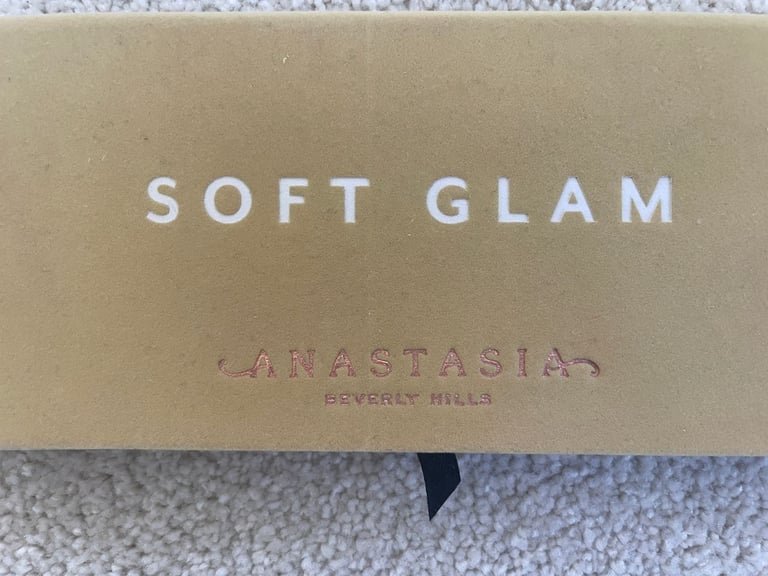 SOFT GLAM
ANASTASIA
BEVERLY HILLS